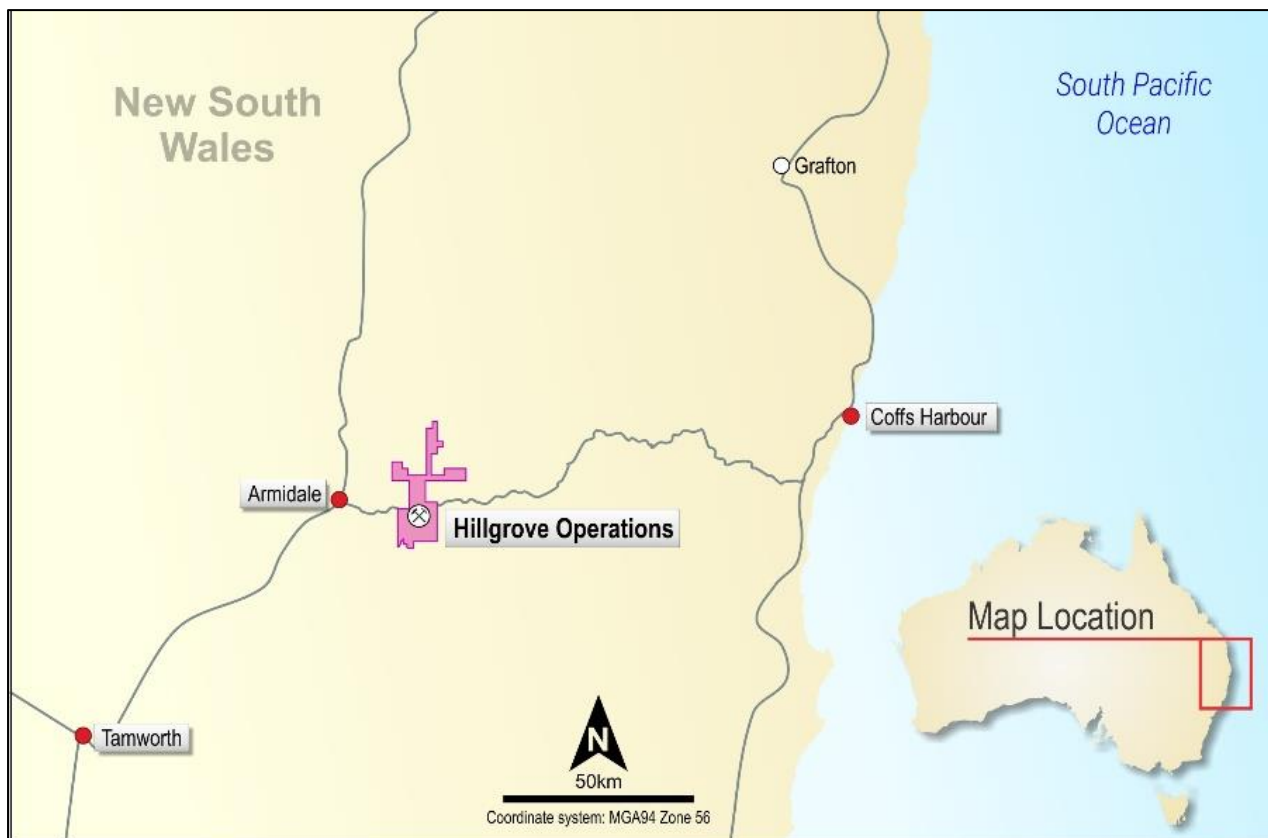 New South
Wales
South Pacific
Ocean
Grafton
Coffs Harbour
Armidale
Hillgrove Operations
Map Location
Tamworth
N
50km
Coordinate system: MGA94 Zone 56